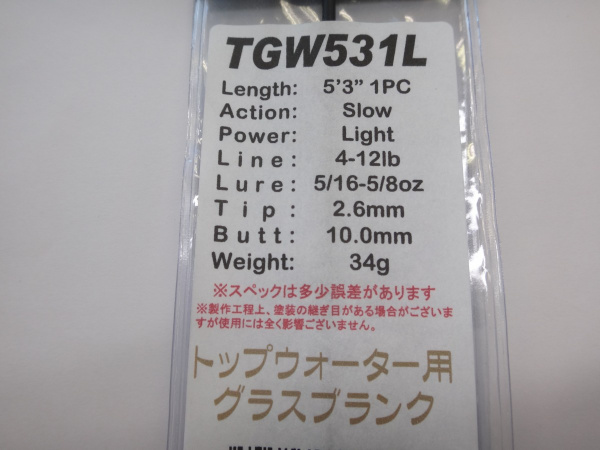 TGW531L
Length: 5'3" 1PC
Action: Slow
Power: Light
Line: 4-12lb
Lure: 5/16-5/8oz
Tip: 2.6mm
Butt: 10.0mm
Weight: 34g
※スペックは多少誤差があります
※製作工程上、塗装の継ぎ目がある場合がございま
すが使用には全く影響ございません。
トップウォーター用
グラスブランク